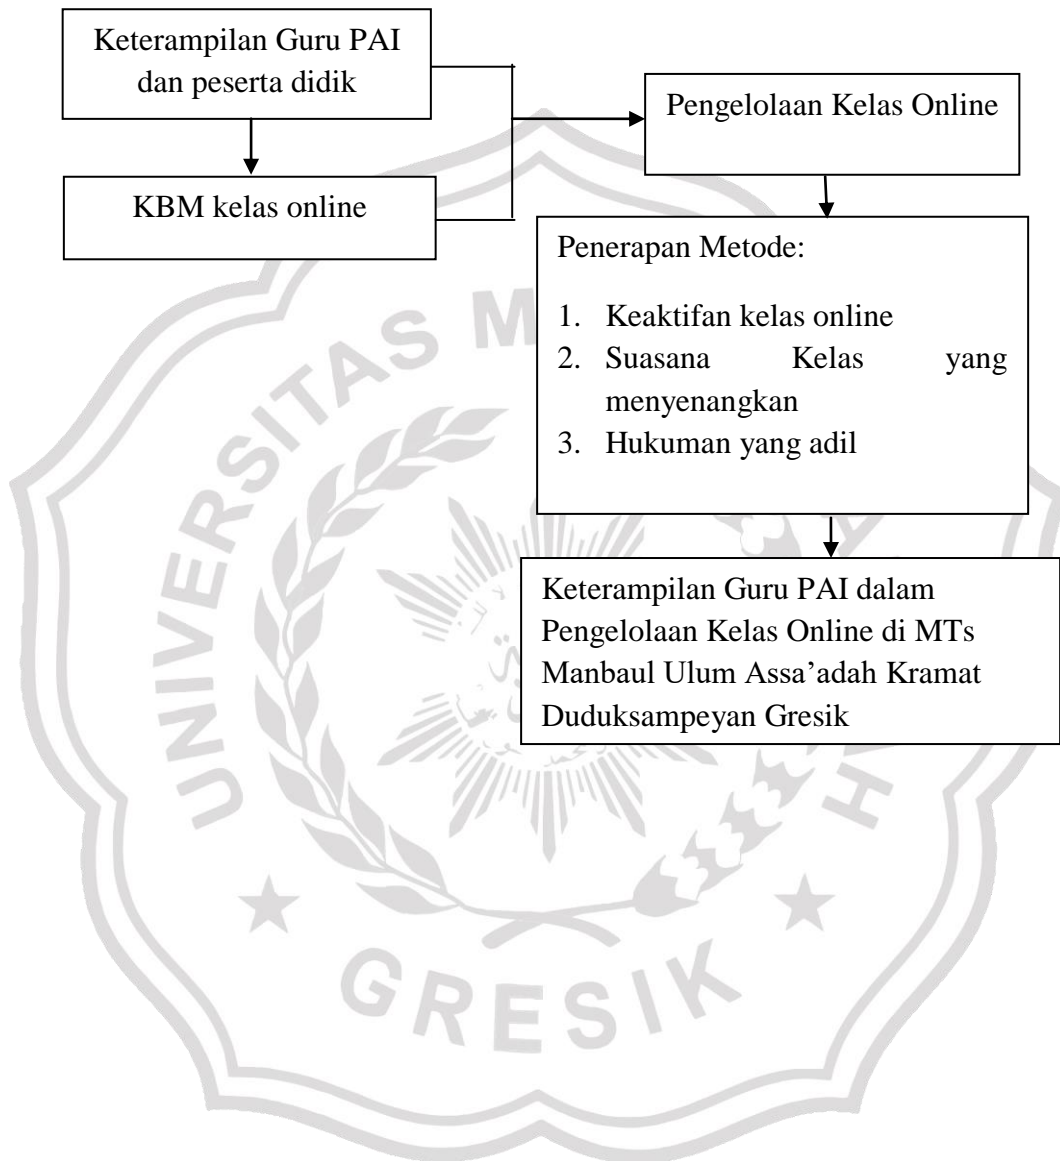 Keterampilan Guru PAI
dan peserta didik
Pengelolaan Kelas Online
KBM kelas online
Penerapan Metode:
1. Keaktifan kelas online
2. Suasana Kelas yang
menyenangkan
3. Hukuman yang adil
Keterampilan Guru PAI dalam
Pengelolaan Kelas Online di MTs
Manbaul Ulum Assa’adah Kramat
Duduksampeyan Gresik
UNIVERSITAS M
GRESIK